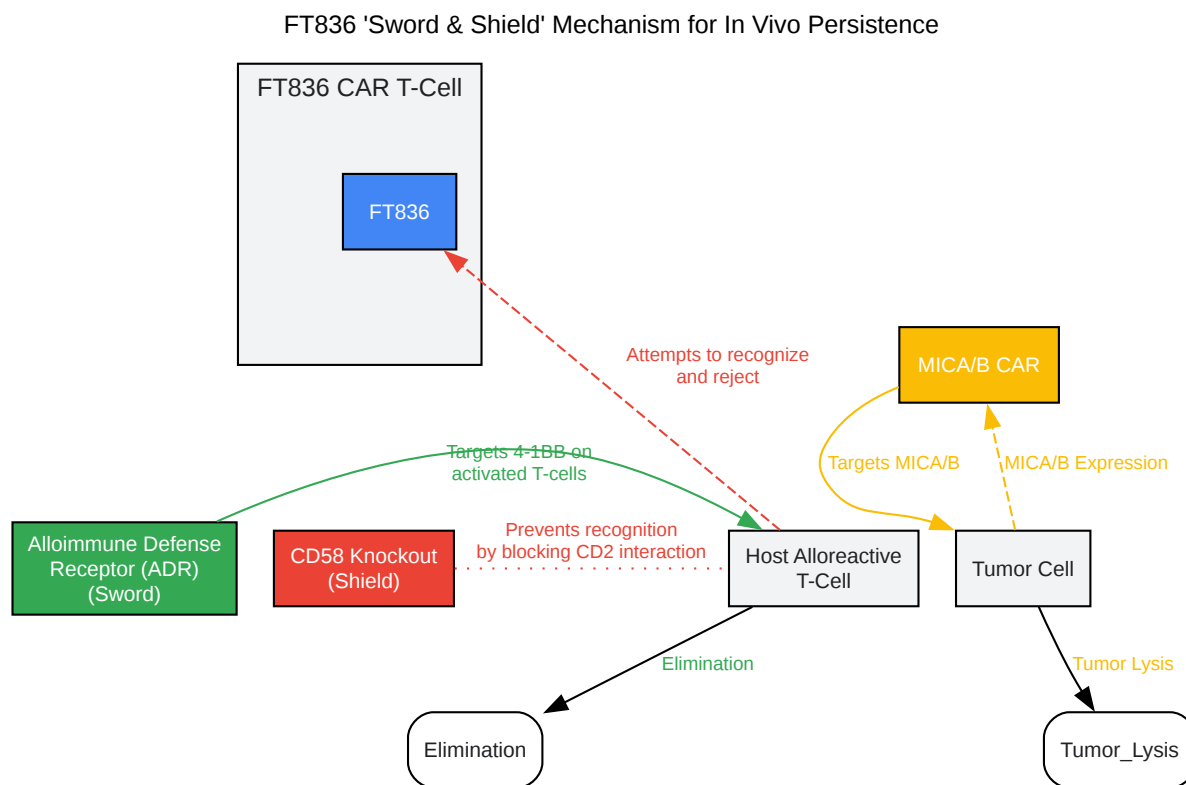 FT836 'Sword & Shield' Mechanism for In Vivo Persistence
FT836 CAR T-Cell
FT836
Attempts to recognize
and reject
MICA/B CAR
Targets 4-1BB on
activated T-cells
Targets MICA/B
MICA/B Expression
Alloimmune Defense
Receptor (ADR)
(Sword)
CD58 Knockout
(Shield)
Prevents recognition
by blocking CD2 interaction
Host Alloreactive
T-Cell
Tumor Cell
Elimination
Tumor Lysis
Elimination
Tumor_Lysis